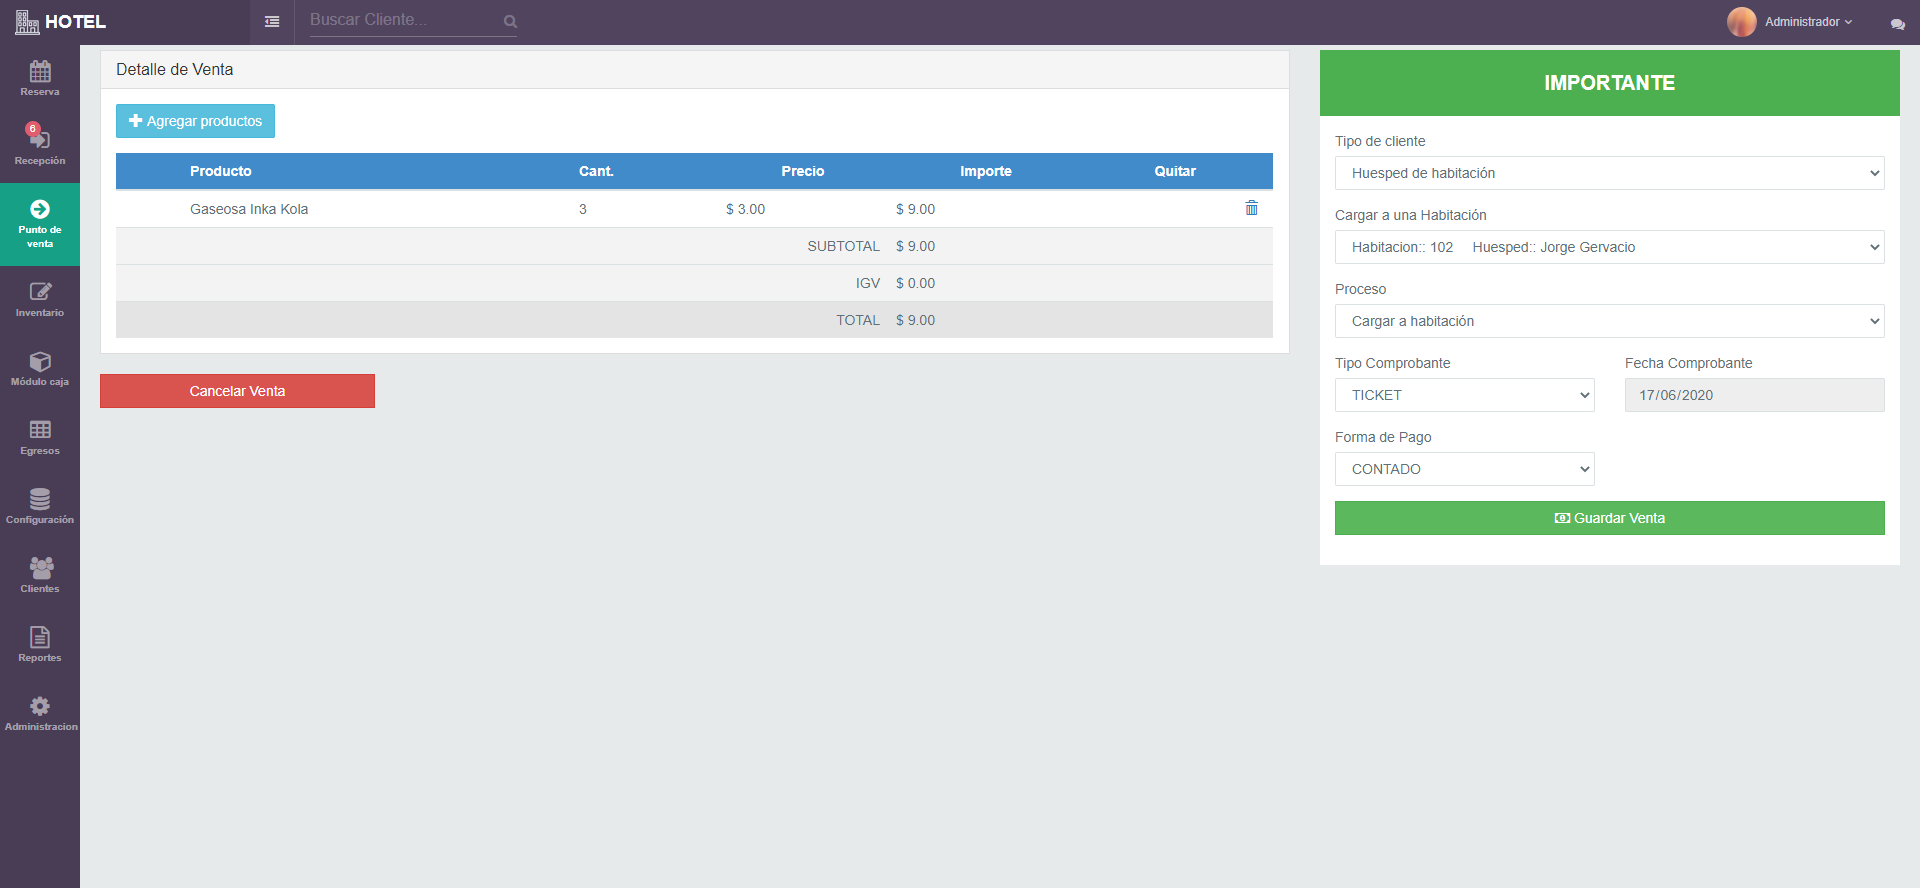 HOTEL
Buscar Cliente...
Administrador
Reserva
6
Recepción
Punto de
venta
Inventario
Módulo caja
Egresos
Configuración
Clientes
Reportes
Administracion
Detalle de Venta
Agregar productos
Producto Cant. Precio Importe Quitar
Gaseosa Inka Kola 3 $ 3.00 $ 9.00
SUBTOTAL $ 9.00
IGV $ 0.00
TOTAL $ 9.00
Cancelar Venta
IMPORTANTE
Tipo de cliente
Huesped de habitación
Cargar a una Habitación
Habitacion:: 102 Huesped:: Jorge Gervacio
Proceso
Cargar a habitación
Tipo Comprobante Fecha Comprobante
TICKET 17/06/2020
Forma de Pago
CONTADO
Guardar Venta